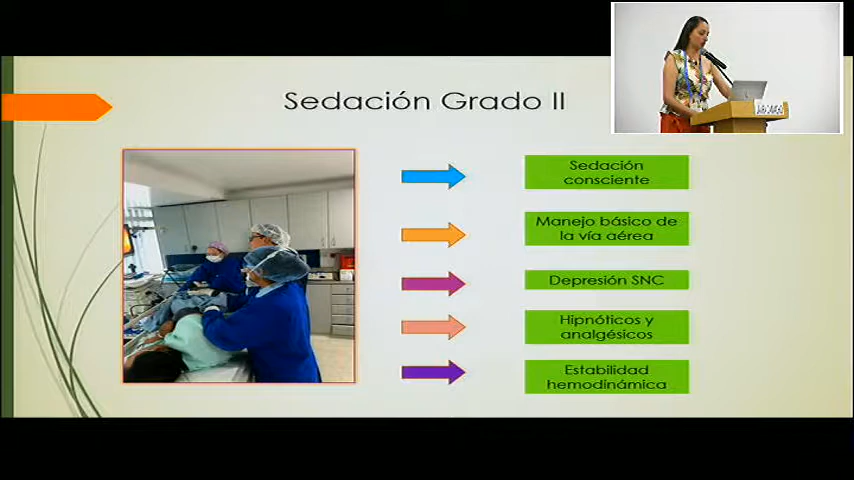 Sedación Grado II
Sedación
consciente
Manejo básico de
la vía aérea
Depresión SNC
Hipnóticos y
analgésicos
Estabilidad
hemodinámica